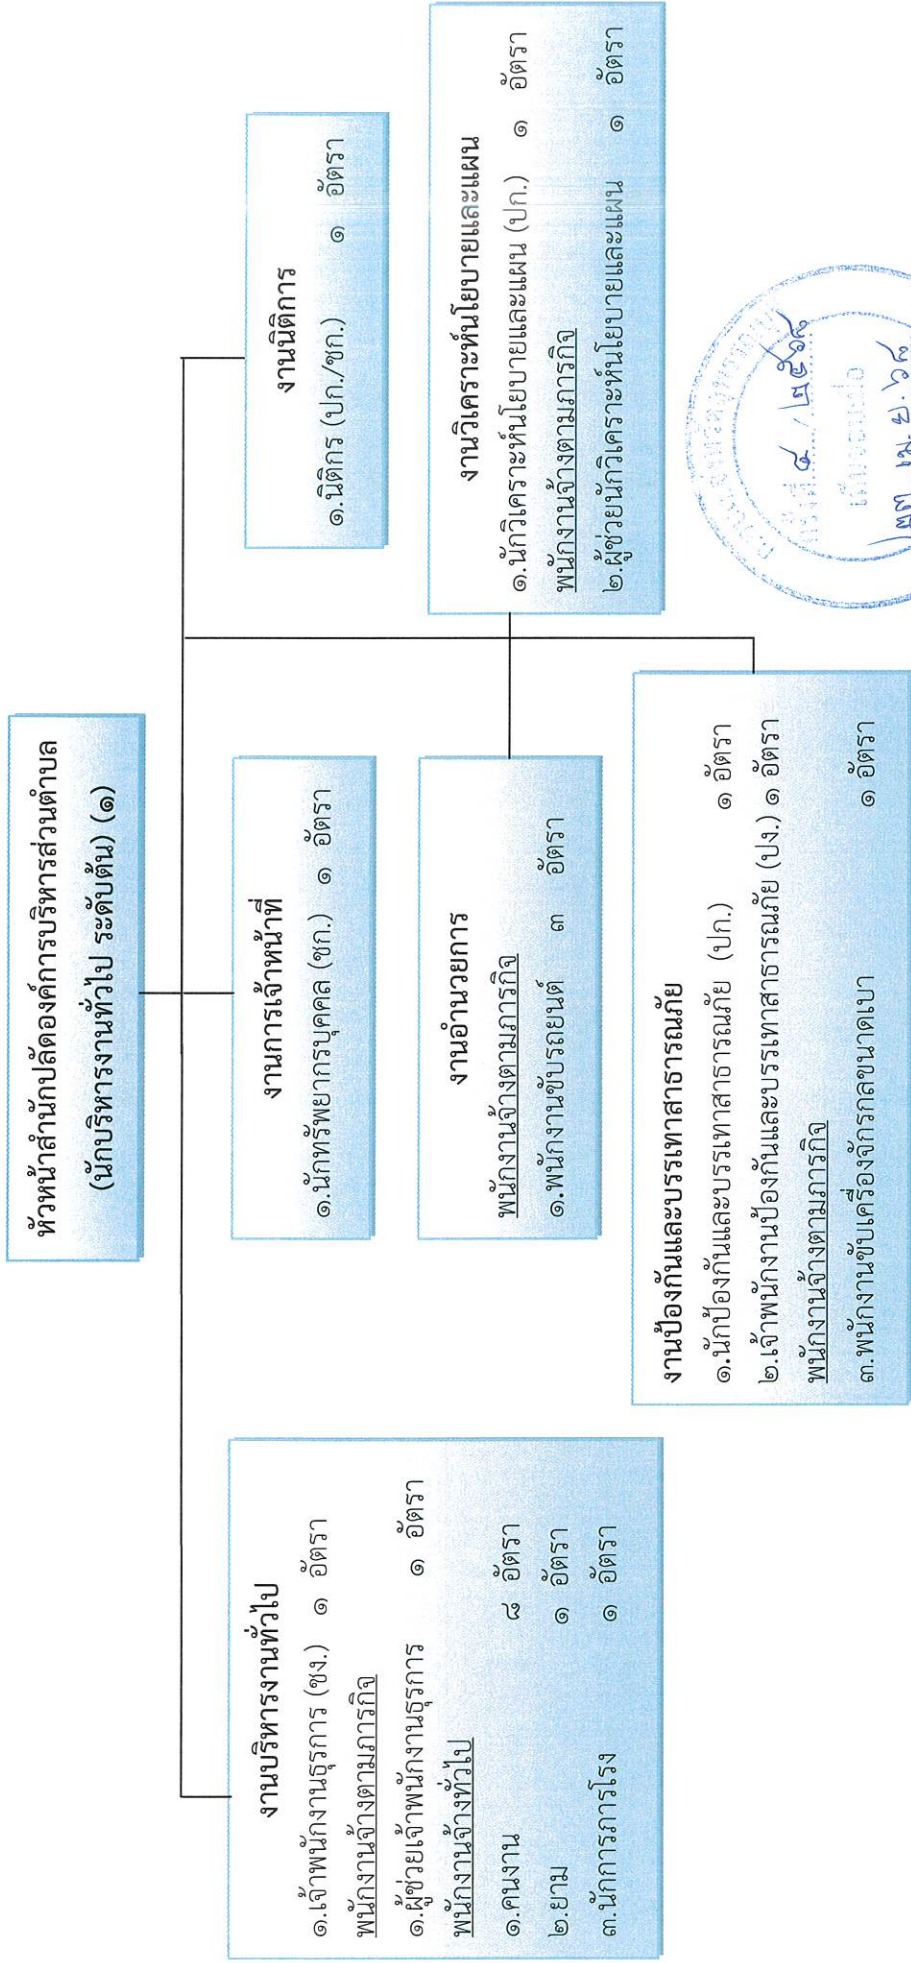 หัวหน้าสำนักปลัดองค์การบริหารส่วนตำบล
(นักบริหารงานทั่วไป ระดับต้น) (๑)
งานบริหารงานทั่วไป
๑.เจ้าพนักงานธุรการ (ชง.) ๑ อัตรา
พนักงานจ้างตามภารกิจ
๑.ผู้ช่วยเจ้าพนักงานธุรการ ๑ อัตรา
พนักงานจ้างทั่วไป
๑.คนงาน ๘ อัตรา
๒.ยาม ๑ อัตรา
๓.นักการภารโรง ๑ อัตรา
งานการเจ้าหน้าที่
๑.นักทรัพยากรบุคคล (ชก.) ๑ อัตรา
งานนิติการ
๑.นิติกร (ปก./ชก.) ๑ อัตรา
งานอำนวยการ
พนักงานจ้างตามภารกิจ
๑.พนักงานขับรถยนต์ ๓ อัตรา
งานวิเคราะห์นโยบายและแผน
๑.นักวิเคราะห์นโยบายและแผน (ปก.) ๑ อัตรา
พนักงานจ้างตามภารกิจ
๒.ผู้ช่วยนักวิเคราะห์นโยบายและแผน ๑ อัตรา
งานป้องกันและบรรเทาสาธารณภัย
๑.นักป้องกันและบรรเทาสาธารณภัย (ปก.) ๑ อัตรา
๒.เจ้าพนักงานป้องกันและบรรเทาสาธารณภัย (ปง.) ๑ อัตรา
พนักงานจ้างตามภารกิจ
๓.พนักงานขับเครื่องจักรกลขนาดเบา ๑ อัตรา
ครั้งที่ ๔ / ๒๕๖๘
๒๓ เม.ย. ๖๘